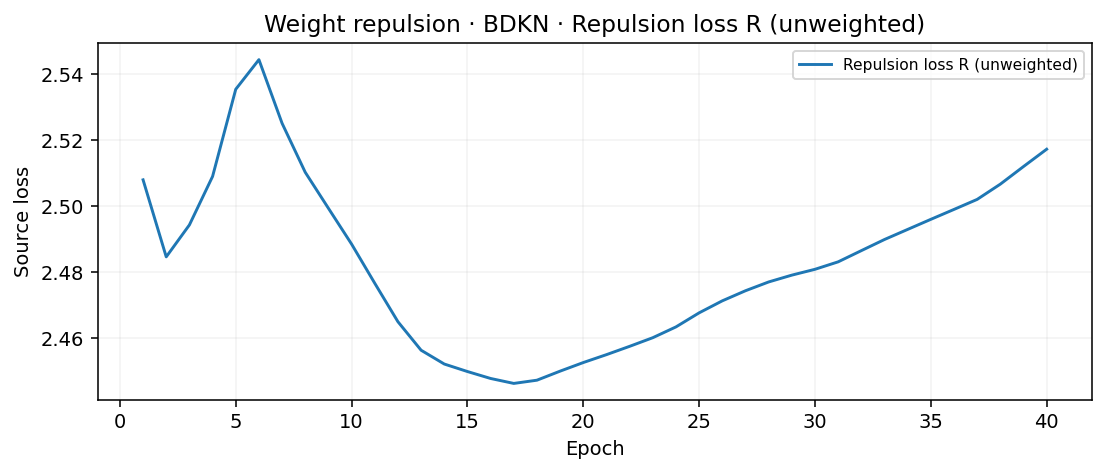 Weight repulsion · BDKN · Repulsion loss R (unweighted)
Repulsion loss R (unweighted)
Source loss
2.54
2.52
2.50
2.48
2.46
0 5 10 15 20 25 30 35 40
Epoch